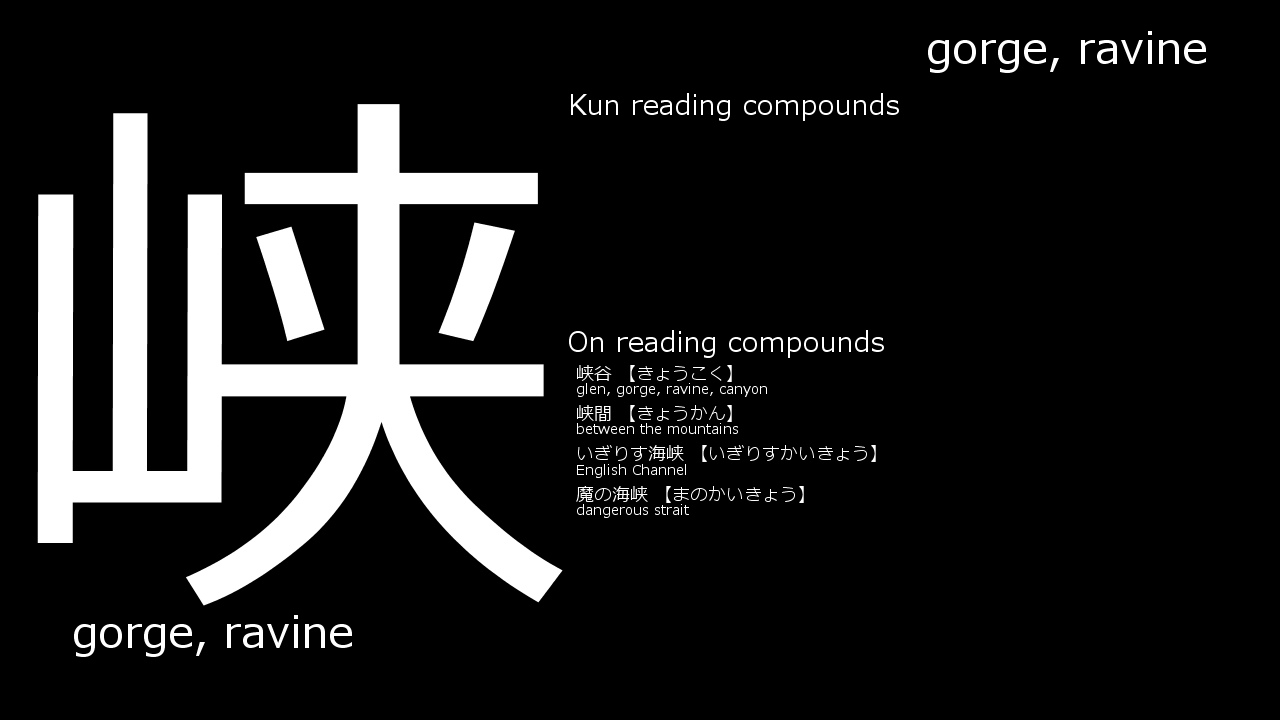 gorge, ravine
Kun reading compounds
峡
On reading compounds
峡谷 【きょうこく】
glen, gorge, ravine, canyon
峡間 【きょうかん】
between the mountains
いぎりす海峡 【いぎりすかいきょう】
English Channel
魔の海峡 【まのかいきょう】
dangerous strait
gorge, ravine